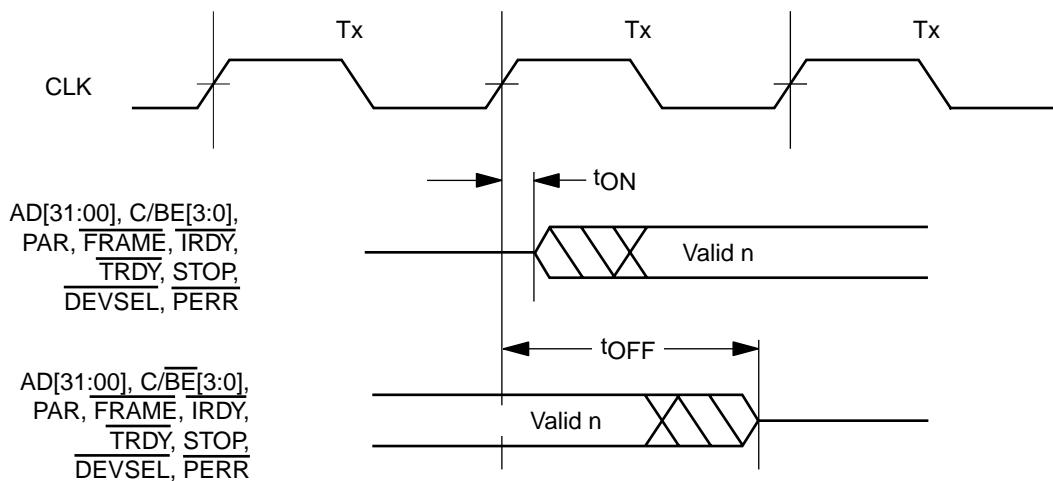 Tx Tx Tx
CLK
tON
AD[31:00], C/BE[3:0],
PAR, FRAME, IRDY,
TRDY, STOP,
DEVSEL, PERR
Valid n
tOFF
AD[31:00], C/BE[3:0],
PAR, FRAME, IRDY,
TRDY, STOP,
DEVSEL, PERR
Valid n